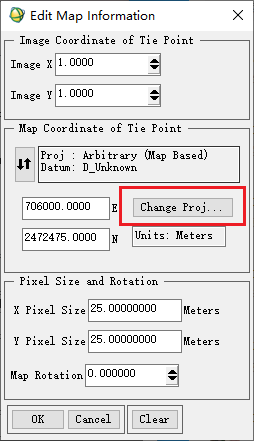 Edit Map Information
Image Coordinate of Tie Point
Image X 1.0000
Image Y 1.0000
Map Coordinate of Tie Point
Proj : Arbitrary (Map Based)
Datum: D_Unknown
706000.0000 E Change Proj...
2472475.0000 N Units: Meters
Pixel Size and Rotation
X Pixel Size 25.00000000 Meters
Y Pixel Size 25.00000000 Meters
Map Rotation 0.000000
OK Cancel Clear